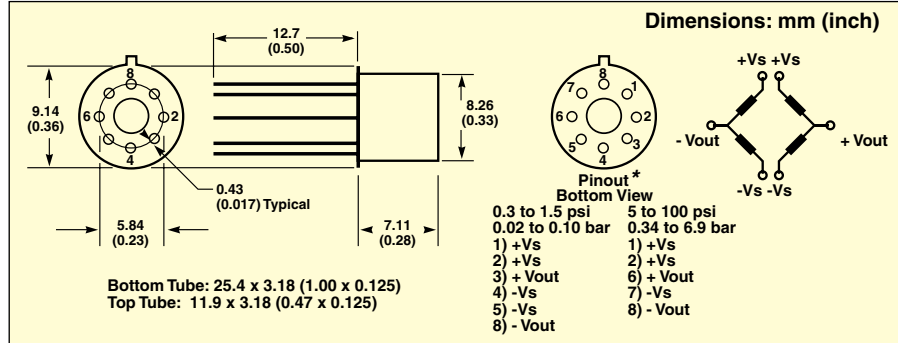 Dimensions: mm (inch)
12.7
(0.50)
8
6
2
4
9.14
(0.36)
8.26
(0.33)
0.43
(0.017) Typical
5.84
(0.23)
7.11
(0.28)
Bottom Tube: 25.4 x 3.18 (1.00 x 0.125)
Top Tube: 11.9 x 3.18 (0.47 x 0.125)
8
7
1
6
2
5
3
4
Pinout*
Bottom View
0.3 to 1.5 psi
0.02 to 0.10 bar
1) +Vs
2) +Vs
3) + Vout
4) -Vs
5) -Vs
8) - Vout
5 to 100 psi
0.34 to 6.9 bar
1) +Vs
2) +Vs
6) + Vout
7) -Vs
8) - Vout
+Vs +Vs
- Vout
+ Vout
-Vs -Vs